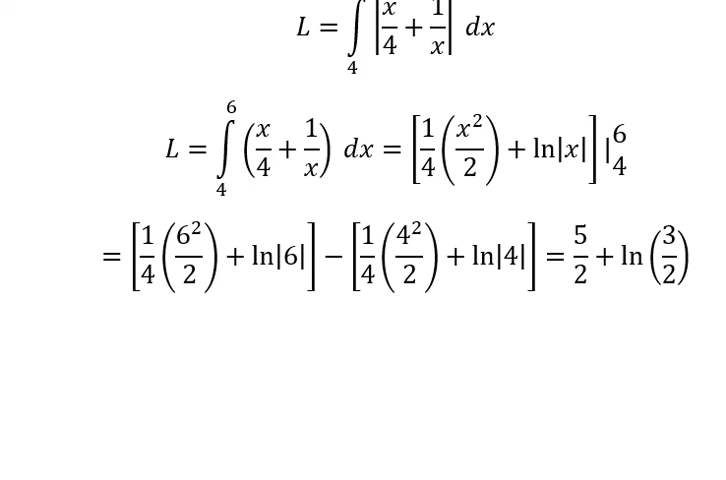 L = ∫₄ |x/4 + 1/x| dx
L = ∫₄⁶ (x/4 + 1/x) dx = [1/4 (x²/2) + ln|x|] |₄⁶
= [1/4 (6²/2) + ln|6|] − [1/4 (4²/2) + ln|4|] = 5/2 + ln (3/2)